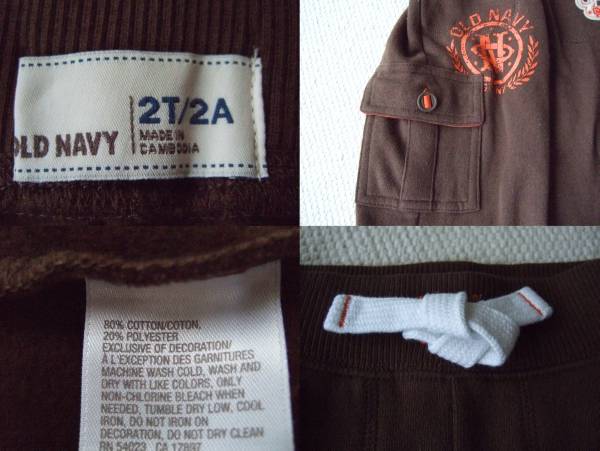 OLD NAVY
2T/2A
MADE IN
CAMBODIA
OLD NAVY
80% COTTON/COTON,
20% POLYESTER
EXCLUSIVE OF DECORATION/
À L'EXCEPTION DES GARNITURES
MACHINE WASH COLD, WASH AND
DRY WITH LIKE COLORS, ONLY
NON-CHLORINE BLEACH WHEN
NEEDED, TUMBLE DRY LOW, COOL
IRON, DO NOT IRON ON
DECORATION, DO NOT DRY CLEAN
RN 54023 CA 17897